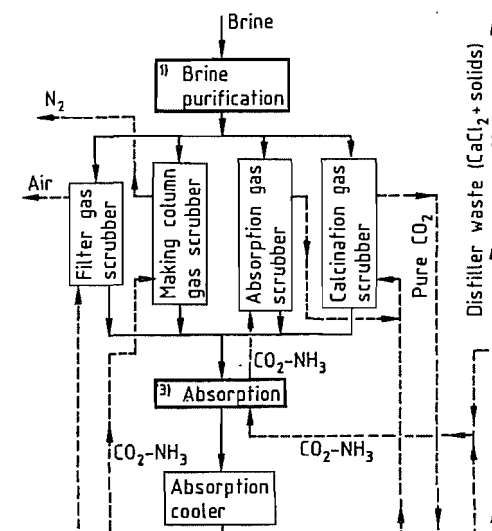 Brine
1) Brine
purification
N2
Air
Filter gas
scrubber
Making column
gas scrubber
Absorption gas
scrubber
Calcination gas
scrubber
Pure CO2
Distiller waste (CaCl2+solids)
CO2-NH3
3) Absorption
CO2-NH3
CO2-NH3
Absorption
cooler